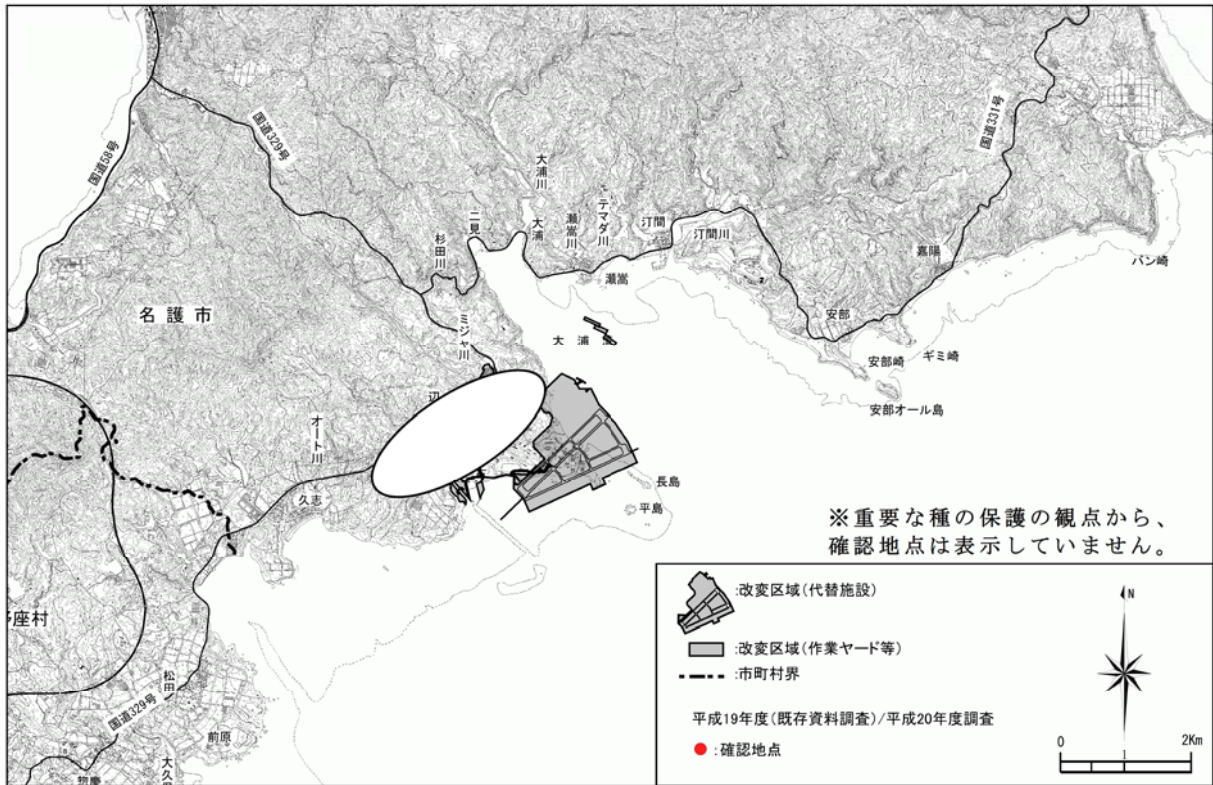 国道58号
国道329号
国道331号
大浦川
テマダ川
二見
大浦
瀬嵩川
汀間
汀間川
杉田川
嘉陽
バン崎
瀬嵩
名護市
ミジャ川
安部
大浦
安部崎
ギミ崎
安部オール島
辺
オート川
久志
長島
平島
※重要な種の保護の観点から、
確認地点は表示していません。
座村
松田
国道329号
前原
大久
惣慶
:改変区域(代替施設)
:改変区域(作業ヤード等)
:市町村界
平成19年度(既存資料調査)/平成20年度調査
:確認地点
N
0 1 2Km